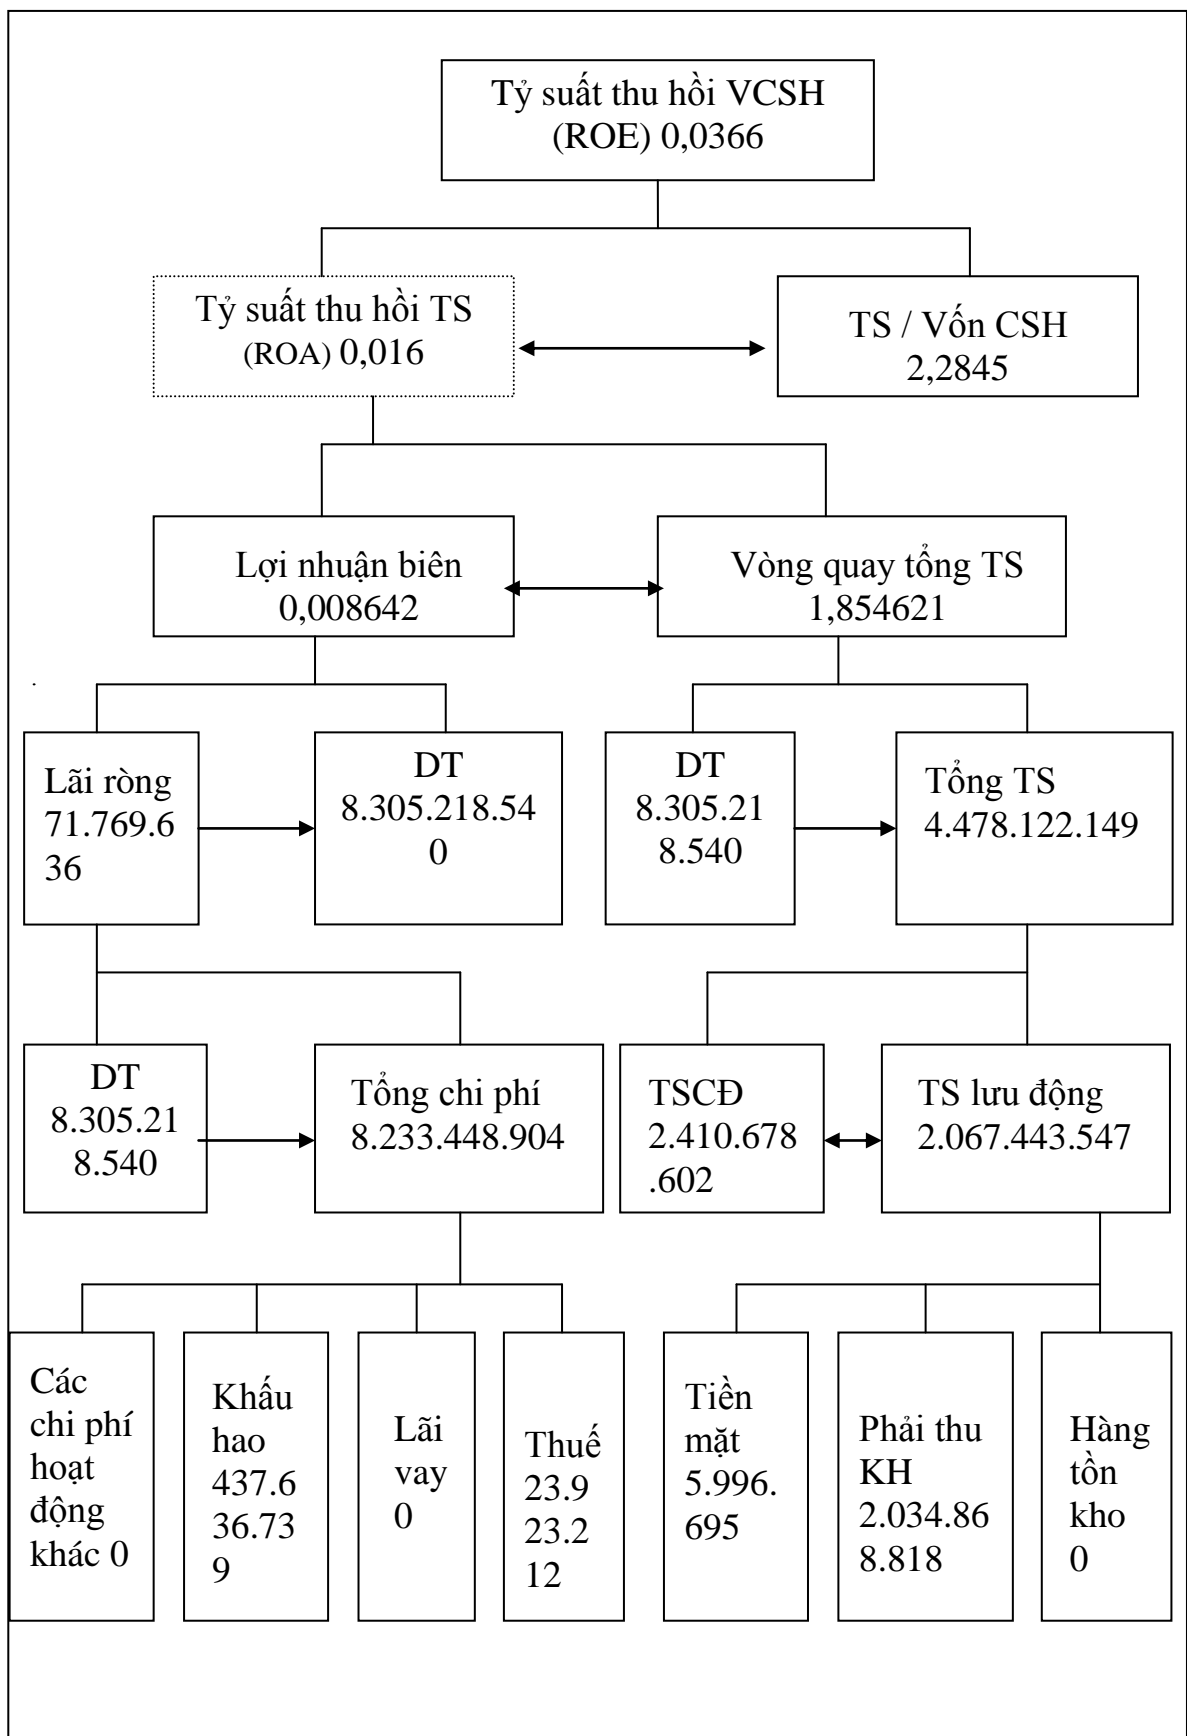 Tỷ suất thu hồi VCSH
(ROE) 0,0366
Tỷ suất thu hồi TS
(ROA) 0,016
TS / Vốn CSH
2,2845
Lợi nhuận biên
0,008642
Vòng quay tổng TS
1,854621
Lãi ròng
71.769.6
36
DT
8.305.218.54
0
DT
8.305.21
8.540
Tổng TS
4.478.122.149
DT
8.305.21
8.540
Tổng chi phí
8.233.448.904
TSCĐ
2.410.678
.602
TS lưu động
2.067.443.547
Các
chi phí
hoạt
động
khác 0
Khấu
hao
437.6
36.73
9
Lãi
vay
0
Thuế
23.9
23.2
12
Tiền
mặt
5.996.
695
Phải thu
KH
2.034.86
8.818
Hàng
tồn
kho
0